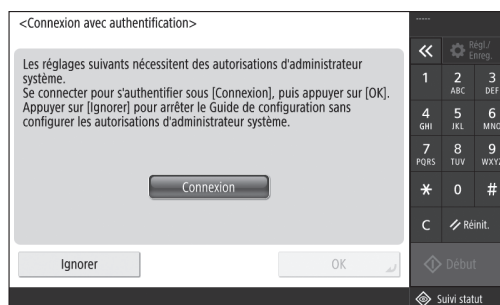 <Connexion avec authentification>
Les réglages suivants nécessitent des autorisations d'administrateur
système.
Se connecter pour s'authentifier sous [Connexion], puis appuyer sur [OK].
Appuyer sur [Ignorer] pour arrêter le Guide de configuration sans
configurer les autorisations d'administrateur système.
Connexion
Ignorer
OK
Régl./
Enreg.
1 2 3
ABC DEF
4 5 6
GHI JKL MNO
7 8 9
PQRS TUV WXYZ
* 0 #
C Réinit.
Début
Suivi statut